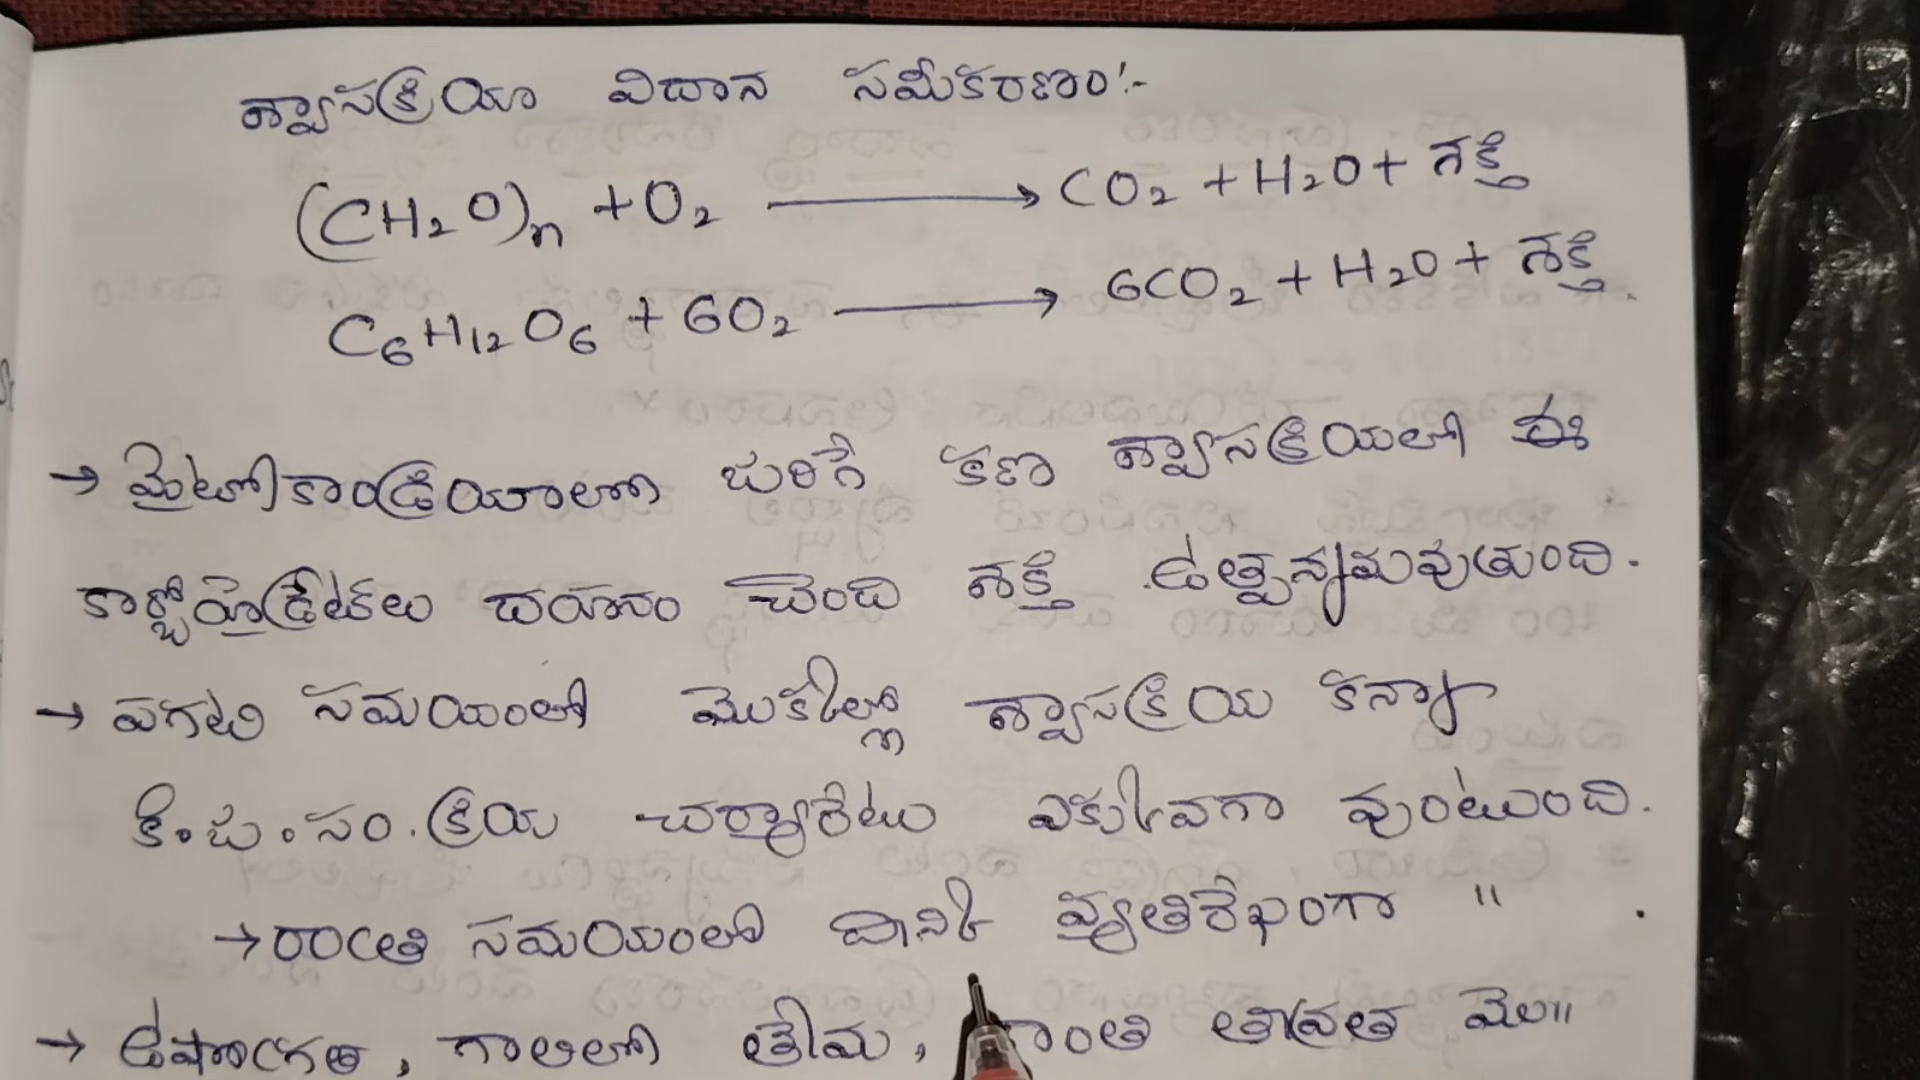 శ్వాసక్రియా విదాన సమీకరణం:-
(CH₂O)n + O₂ → CO₂ + H₂O + శక్తి
C₆H₁₂O₆ + 6O₂ → 6CO₂ + H₂O + శక్తి.
→ మైటోకాండ్రియాలో జరిగే కణ శ్వాసక్రియలో ఈ
కార్బోహైడ్రేట్‌లు దహనం చెంది శక్తి ఉత్పన్నమవుతుంది.
→ పగటి సమయంలో మొక్కల్లో శ్వాసక్రియ కన్నా
కి.జ.సం.క్రియ చర్యారేటు ఎక్కువగా వుంటుంది.
→ రాత్రి సమయంలో దానికి వ్యతిరేఖంగా " .
→ ఉషోగ్రత, గాలిలో తేమ, కాంతి తీవ్రత మొ॥